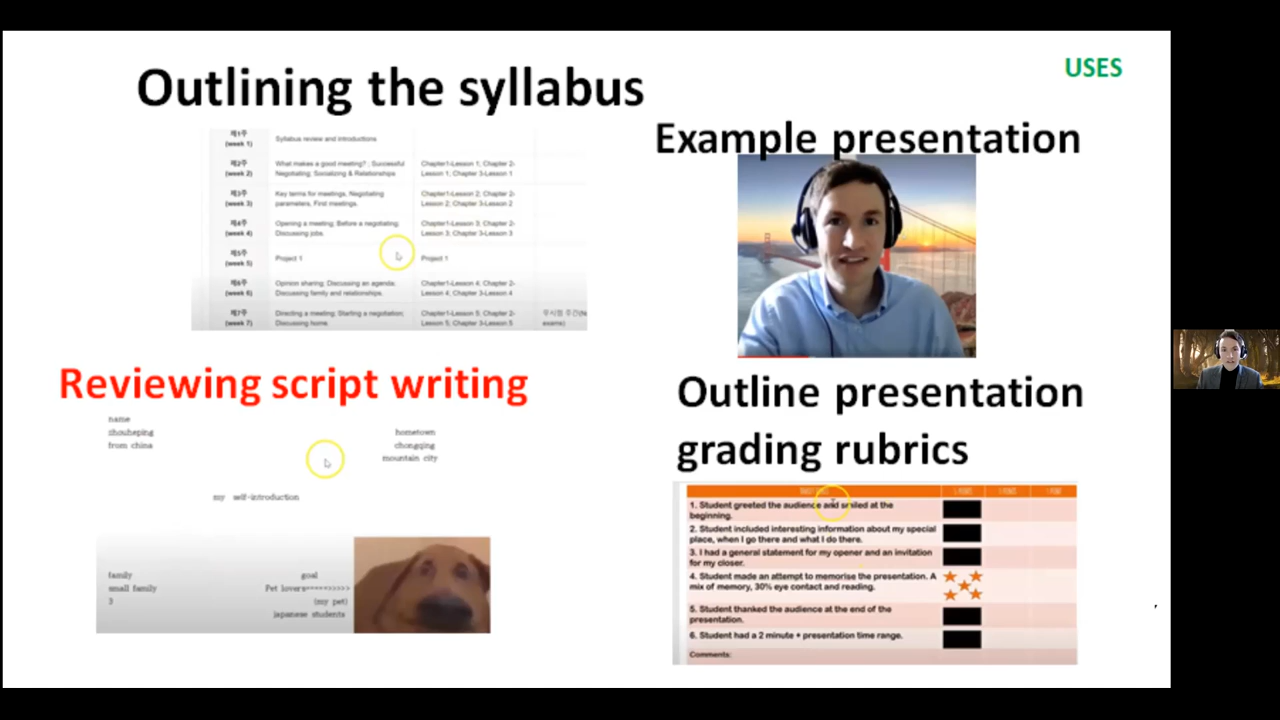 USES
Outlining the syllabus
제1주
(week 1)
Syllabus review and introductions
제2주
(week 2)
What makes a good meeting? ; Successful
Negotiating; Socializing & Relationships
Chapter1-Lesson 1; Chapter 2-
Lesson 1; Chapter 3-Lesson 1
제3주
(week 3)
Key terms for meetings, Negotiating
parameters, First meetings.
Chapter1-Lesson 2; Chapter 2-
Lesson 2; Chapter 3-Lesson 2
제4주
(week 4)
Opening a meeting; Before a negotiating;
Discussing jobs.
Chapter1-Lesson 3; Chapter 2-
Lesson 3; Chapter 3-Lesson 3
제5주
(week 5)
Project 1
Project 1
제6주
(week 6)
Opinion sharing; Discussing an agenda;
Discussing family and relationships.
Chapter1-Lesson 4; Chapter 2-
Lesson 4; Chapter 3-Lesson 4
제7주
(week 7)
Directing a meeting; Starting a negotiation;
Discussing home.
Chapter1-Lesson 5; Chapter 2-
Lesson 5; Chapter 3-Lesson 5
exams)
Example presentation
Reviewing script writing
name
zhouheping
from china
hometown
chongqing
mountain city
my self-introduction
family
small family
3
goal
Pet lovers=====>>>>>
(my pet)
japanese students
Outline presentation
grading rubrics
1. Student greeted the audience and smiled at the
beginning.
2. Student included interesting information about my special
place, when I go there and what I do there.
3. I had a general statement for my opener and an invitation
for my closer.
4. Student made an attempt to memorise the presentation. A
mix of memory, 30% eye contact and reading.
5. Student thanked the audience at the end of the
presentation.
6. Student had a 2 minute + presentation time range.
Comments: